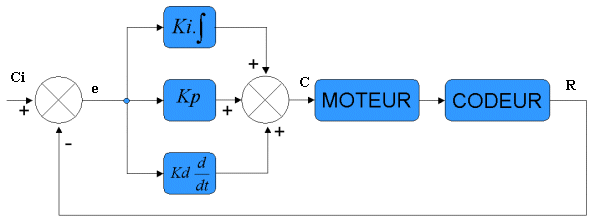 Ki.∫
+
Ci
+
e
Kp
+
+
C
MOTEUR
CODEUR
R
-
Kd d/dt